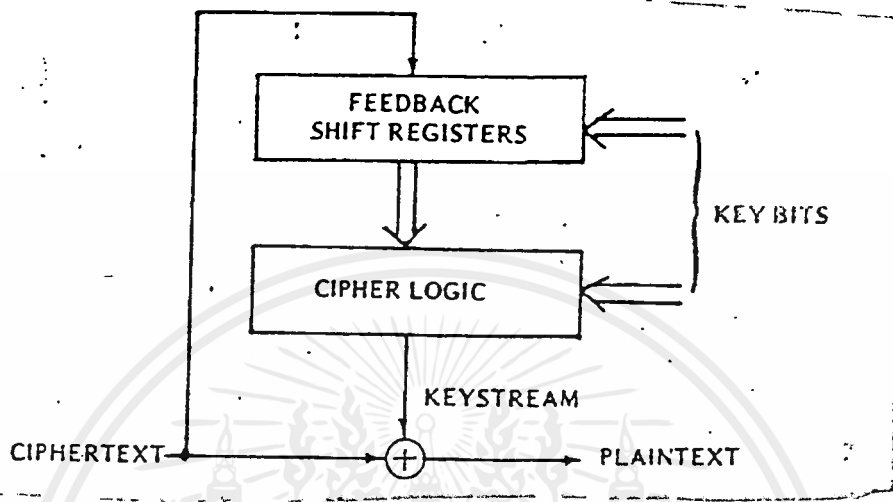 FEEDBACK
SHIFT REGISTERS
KEY BITS
CIPHER LOGIC
KEYSTREAM
CIPHERTEXT
+
PLAINTEXT